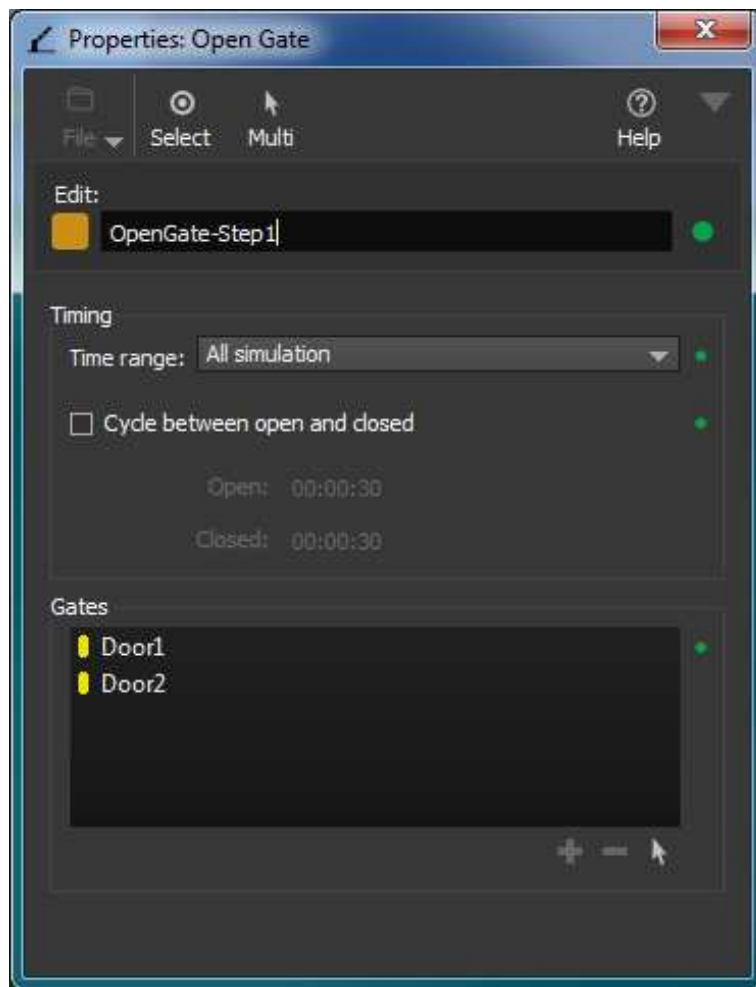 Properties: Open Gate
File
Select
Multi
Help
Edit:
OpenGate-Step1
Timing
Time range:
All simulation
Cycle between open and closed
Open: 00:00:30
Closed: 00:00:30
Gates
Door1
Door2